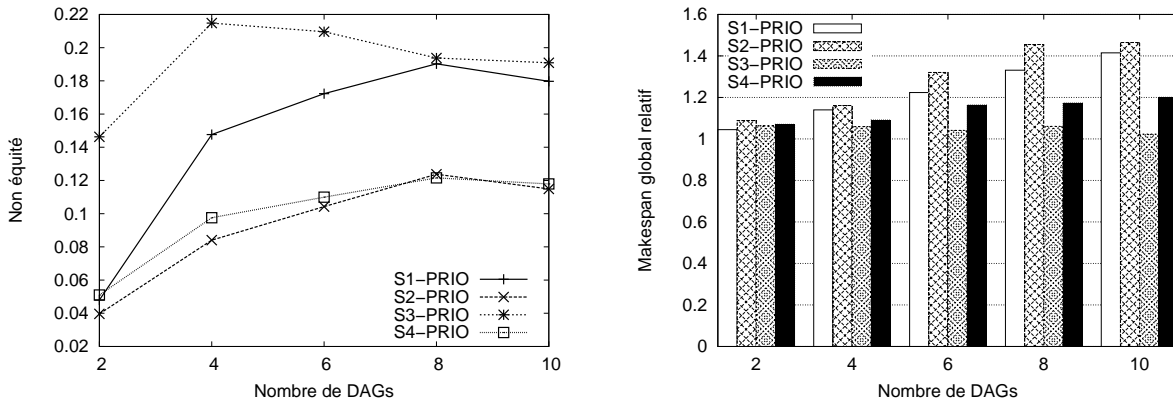 0.22
0.2
0.18
0.16
0.14
0.12
0.1
0.08
0.06
0.04
0.02
Non équité
2
4
6
8
10
Nombre de DAGs
S1−PRIO
S2−PRIO
S3−PRIO
S4−PRIO
1.6
1.4
1.2
1
0.8
0.6
0.4
0.2
0
Makespan global relatif
2
4
6
8
10
Nombre de DAGs
S1−PRIO
S2−PRIO
S3−PRIO
S4−PRIO